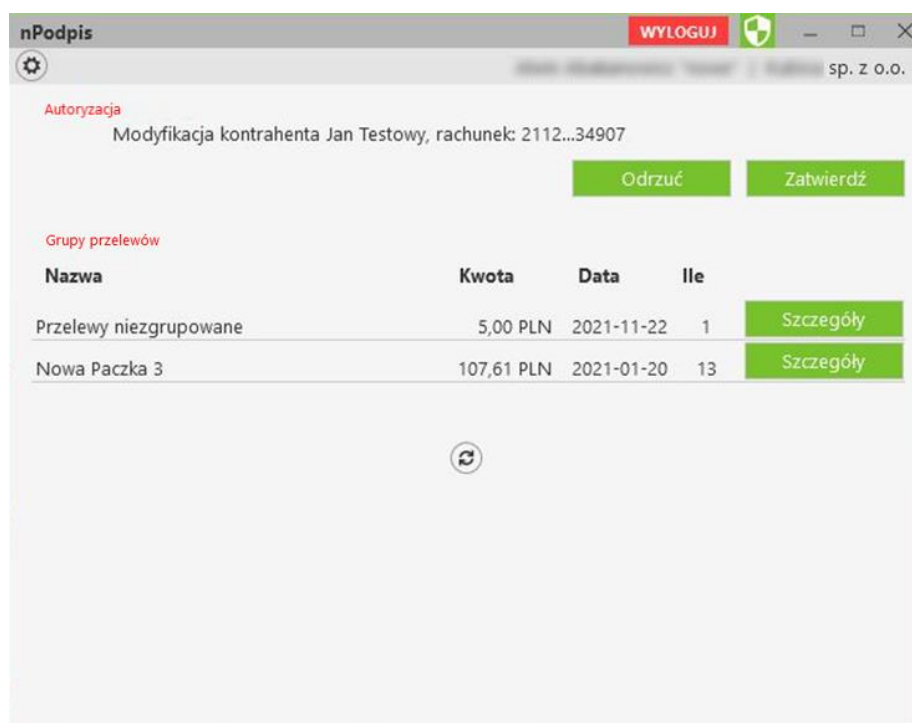 nPodpis WYLOGUJ
sp. z o.o.
Autoryzacja
Modyfikacja kontrahenta Jan Testowy, rachunek: 2112...34907
Odrzuć Zatwierdź
Grupy przelewów
Nazwa Kwota Data Ile
Przelewy niezgrupowane 5,00 PLN 2021-11-22 1 Szczegóły
Nowa Paczka 3 107,61 PLN 2021-01-20 13 Szczegóły